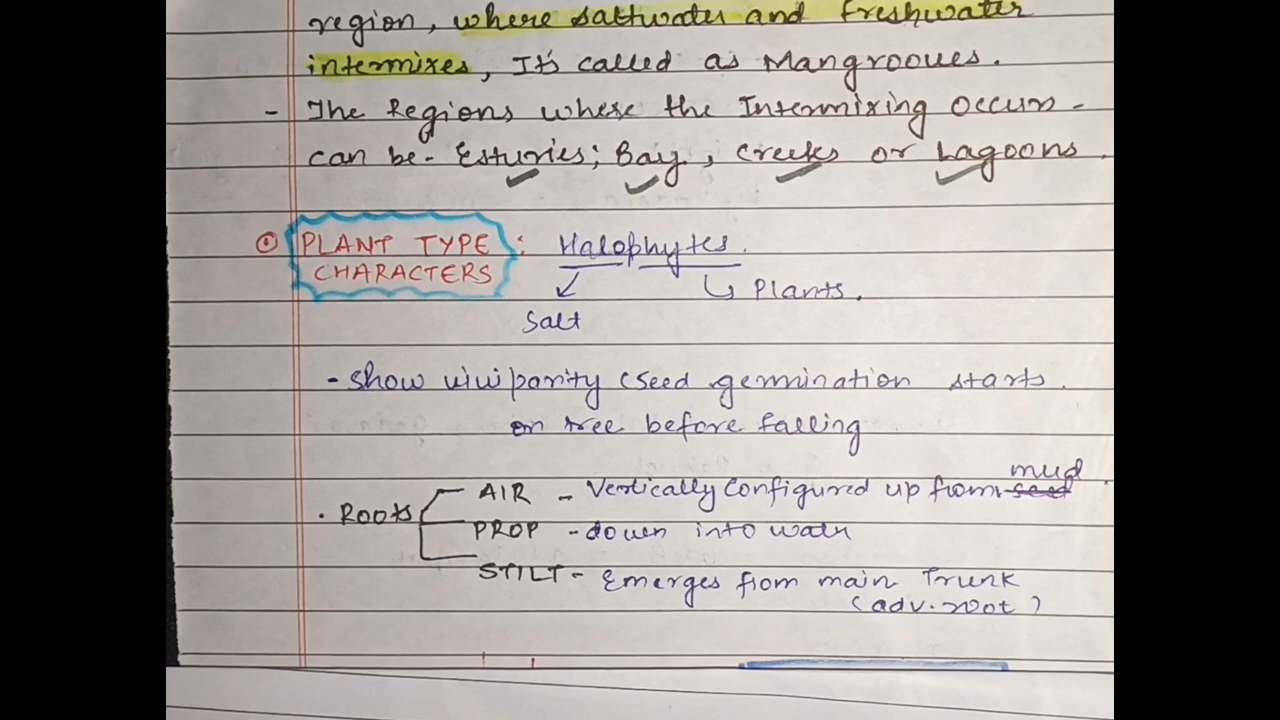 region, where saltwater and freshwater
intermixes, It's called as Mangrooves.
- The Regions where the Intermixing Occurs
can be - Esturies; Bay, Creeks or Lagoons.
PLANT TYPE CHARACTERS : Halophytes.
Plants.
Salt
- show viviparity (seed germination starts
on tree before falling
mud
. Roots AIR - Vertically Configured up from seed
PROP - down into water
STILT - Emerges from main Trunk
(adv. root)